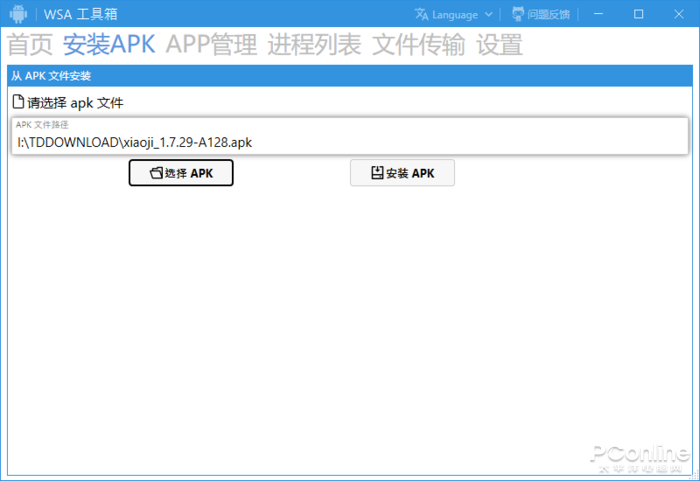 WSA 工具箱 Language 问题反馈
首页 安装APK APP管理 进程列表 文件传输 设置
从 APK 文件安装
请选择 apk 文件
APK 文件路径
I:\TDDOWNLOAD\xiaoji_1.7.29-A128.apk
选择 APK 安装 APK
PConline
太平洋电脑网